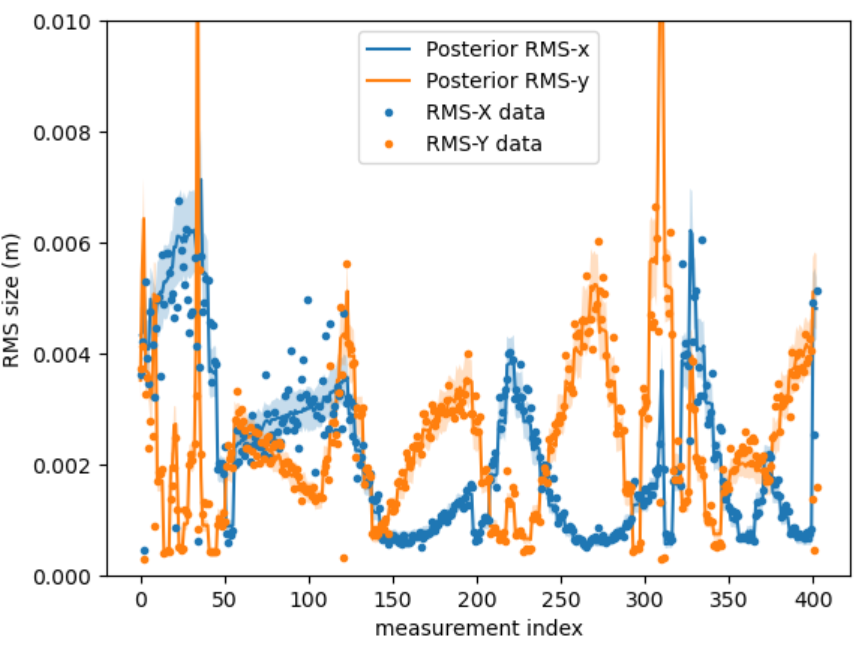 0.010
0.008
0.006
0.004
0.002
0.000
RMS size (m)
Posterior RMS-x
Posterior RMS-y
RMS-X data
RMS-Y data
0 50 100 150 200 250 300 350 400
measurement index